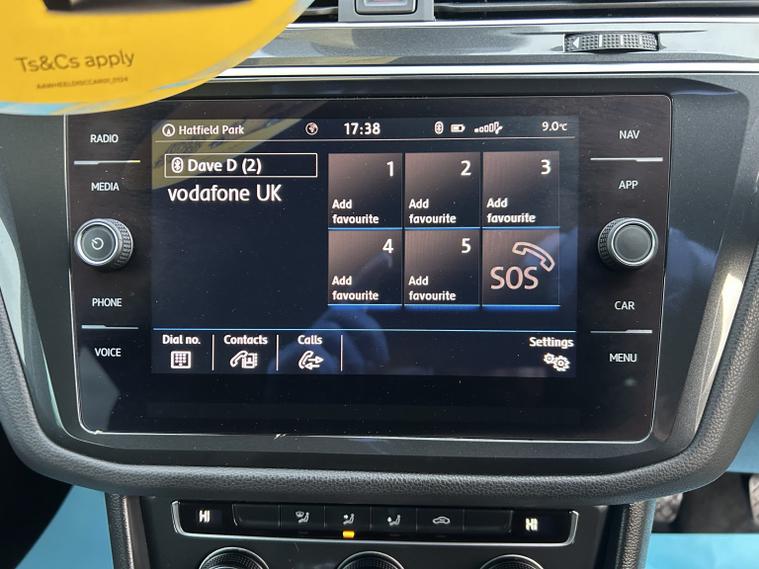 Ts&Cs apply
RADIO
MEDIA
PHONE
VOICE
Hatfield Park
17:38
9.0°C
Dave D (2)
vodafone UK
1
Add
favourite
2
Add
favourite
3
Add
favourite
4
Add
favourite
5
Add
favourite
SOS
Dial no.
Contacts
Calls
Settings
NAV
APP
CAR
MENU
HI
HI